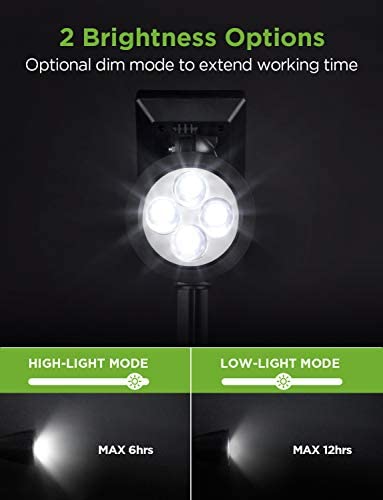 2 Brightness Options
Optional dim mode to extend working time
HIGH-LIGHT MODE
LOW-LIGHT MODE
MAX 6hrs
MAX 12hrs